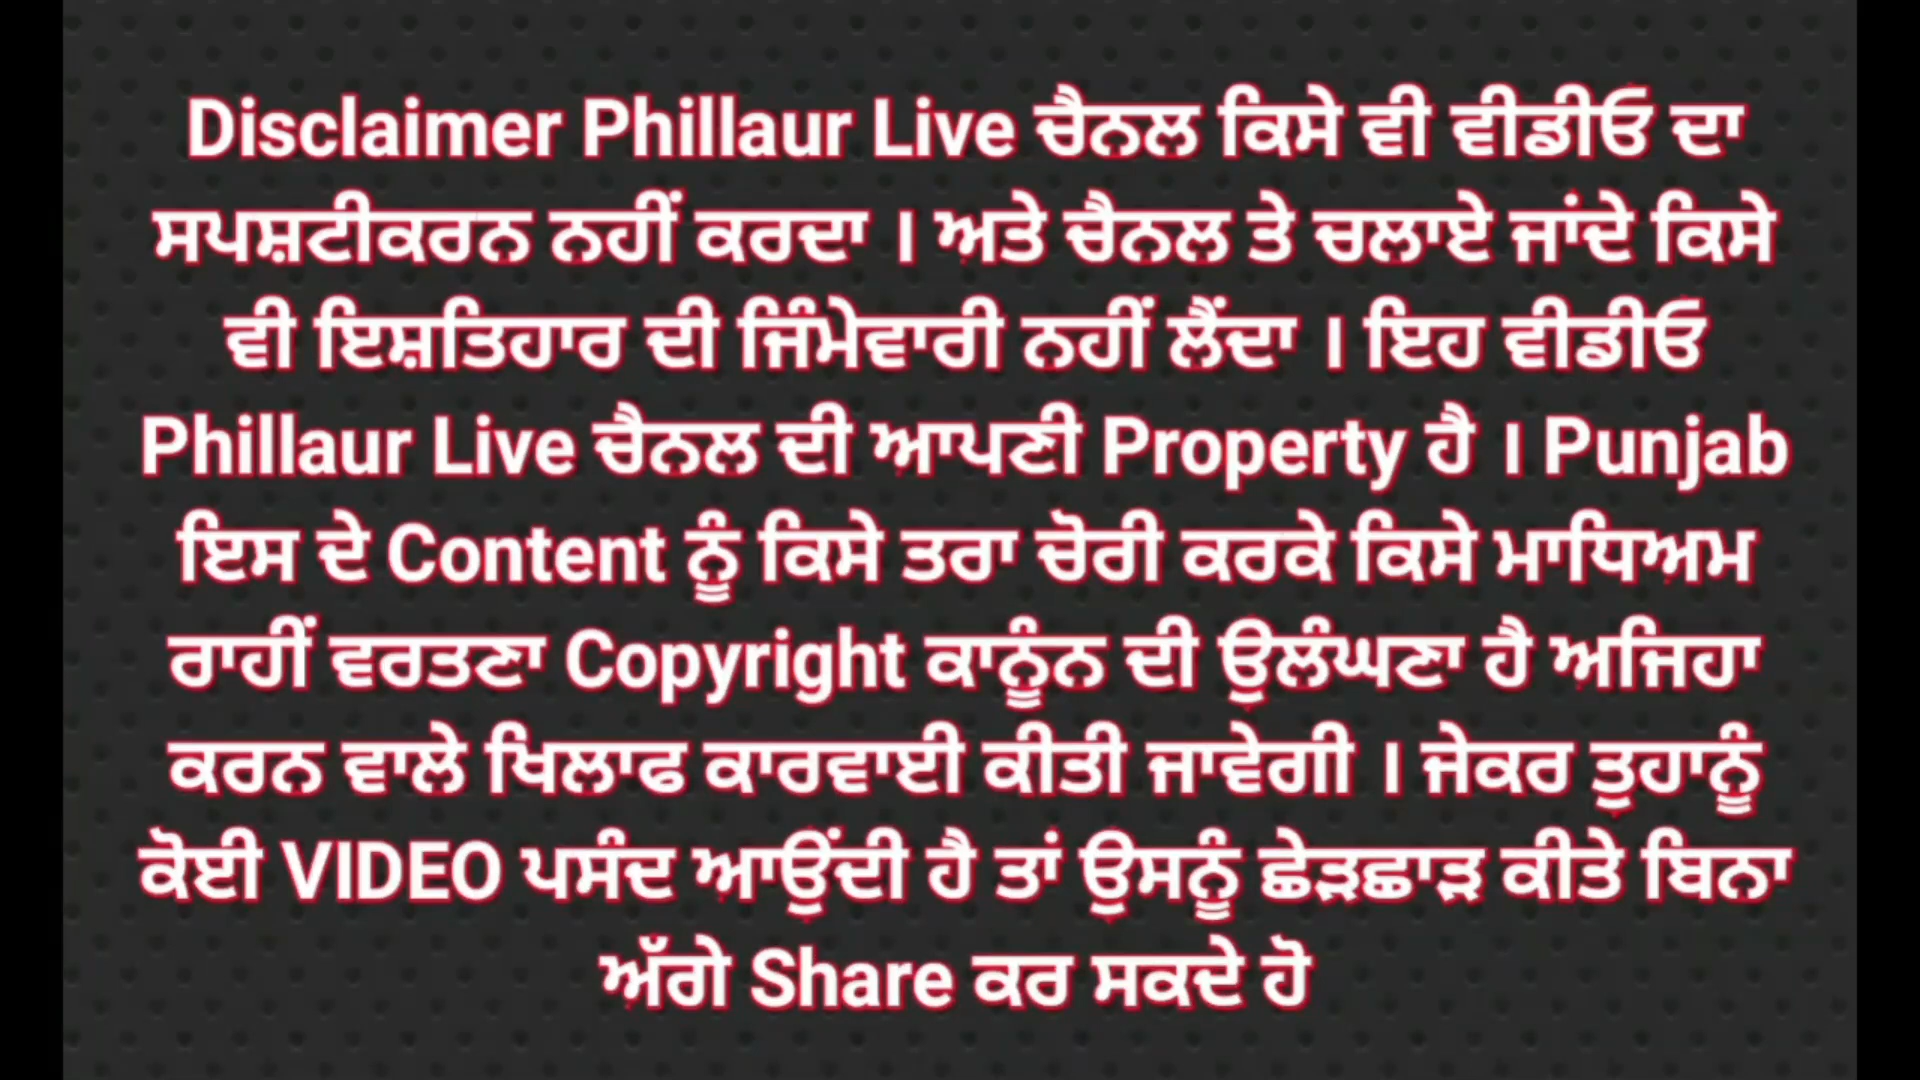 Disclaimer Phillaur Live ਚੈਨਲ ਕਿਸੇ ਵੀ ਵੀਡੀਓ ਦਾ
ਸਪਸ਼ਟੀਕਰਨ ਨਹੀਂ ਕਰਦਾ । ਅਤੇ ਚੈਨਲ ਤੇ ਚਲਾਏ ਜਾਂਦੇ ਕਿਸੇ
ਵੀ ਇਸ਼ਤਿਹਾਰ ਦੀ ਜਿੰਮੇਵਾਰੀ ਨਹੀਂ ਲੈਂਦਾ । ਇਹ ਵੀਡੀਓ
Phillaur Live ਚੈਨਲ ਦੀ ਆਪਣੀ Property ਹੈ । Punjab
ਇਸ ਦੇ Content ਨੂੰ ਕਿਸੇ ਤਰਾ ਚੋਰੀ ਕਰਕੇ ਕਿਸੇ ਮਾਧਿਅਮ
ਰਾਹੀਂ ਵਰਤਣਾ Copyright ਕਾਨੂੰਨ ਦੀ ਉਲੰਘਣਾ ਹੈ ਅਜਿਹਾ
ਕਰਨ ਵਾਲੇ ਖਿਲਾਫ ਕਾਰਵਾਈ ਕੀਤੀ ਜਾਵੇਗੀ । ਜੇਕਰ ਤੁਹਾਨੂੰ
ਕੋਈ VIDEO ਪਸੰਦ ਆਉਂਦੀ ਹੈ ਤਾਂ ਉਸਨੂੰ ਛੇੜਛਾੜ ਕੀਤੇ ਬਿਨਾ
ਅੱਗੇ Share ਕਰ ਸਕਦੇ ਹੋ